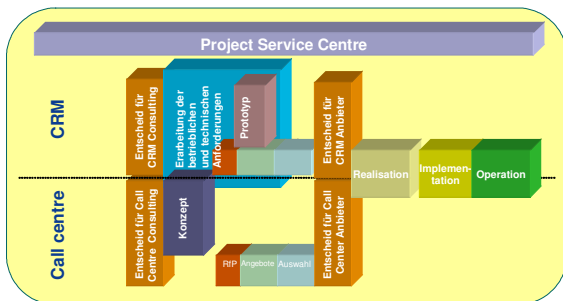 Project Service Centre
CRM
Entscheid für
CRM Consulting
Erarbeitung der
betrieblichen
und technischen
Anforderungen
Prototyp
Entscheid für
CRM Anbieter
Realisation
Implemen-
tation
Operation
Call centre
Entscheid für Call
Centre Consulting
Konzept
RfP
Angebote
Auswahl
Entscheid für Call
Center Anbieter